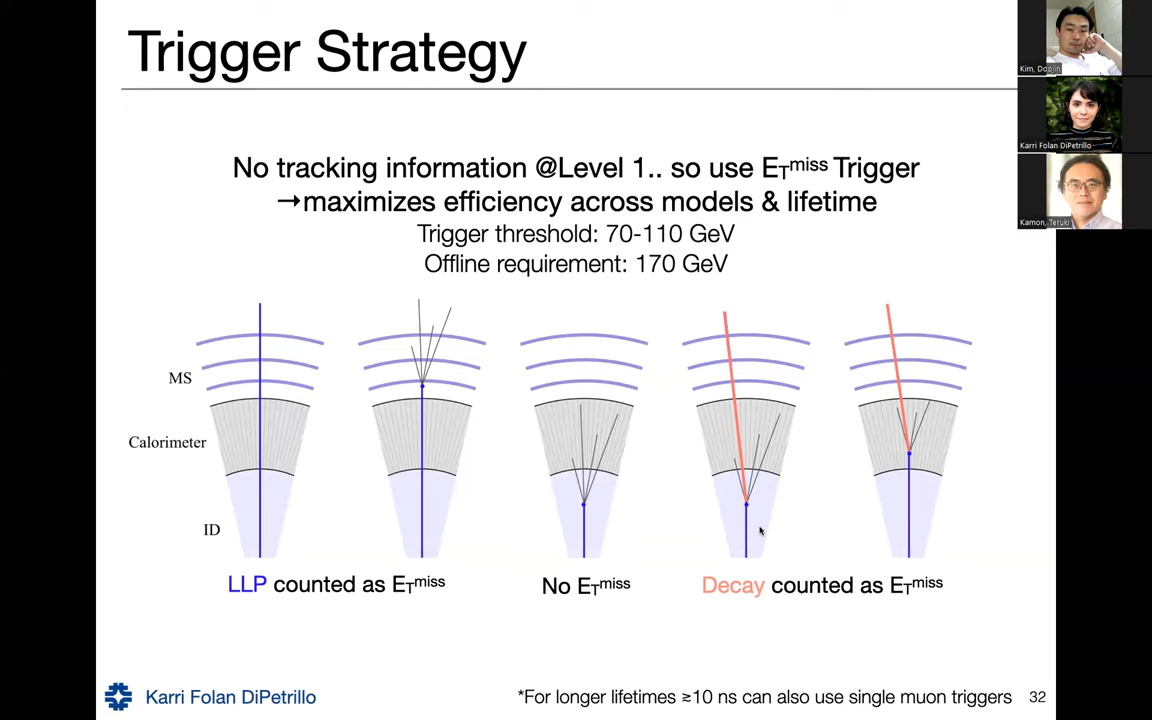 Trigger Strategy
No tracking information @Level 1.. so use ETmiss Trigger
→maximizes efficiency across models & lifetime
Trigger threshold: 70-110 GeV
Offline requirement: 170 GeV
MS
Calorimeter
ID
LLP counted as ETmiss
No ETmiss
Decay counted as ETmiss
Karri Folan DiPetrillo
*For longer lifetimes ≥10 ns can also use single muon triggers
32
Kim, Doojin
Karri Folan DiPetrillo
Kamon, Teruki